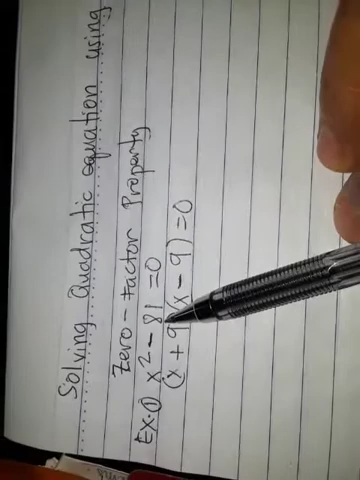 Solving Quadratic equation using
Zero-Factor Property
Ex.① x² - 81 = 0
(x + 9)(x - 9) = 0